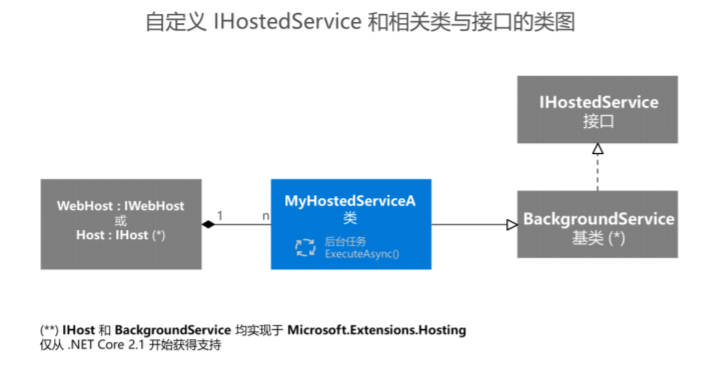 自定义 IHostedService 和相关类与接口的类图
IHostedService
接口
WebHost : IWebHost
或
Host : IHost (*)
1
n
MyHostedServiceA
类
后台任务
ExecuteAsync()
BackgroundService
基类 (*)
(**) IHost 和 BackgroundService 均实现于 Microsoft.Extensions.Hosting
仅从 .NET Core 2.1 开始获得支持